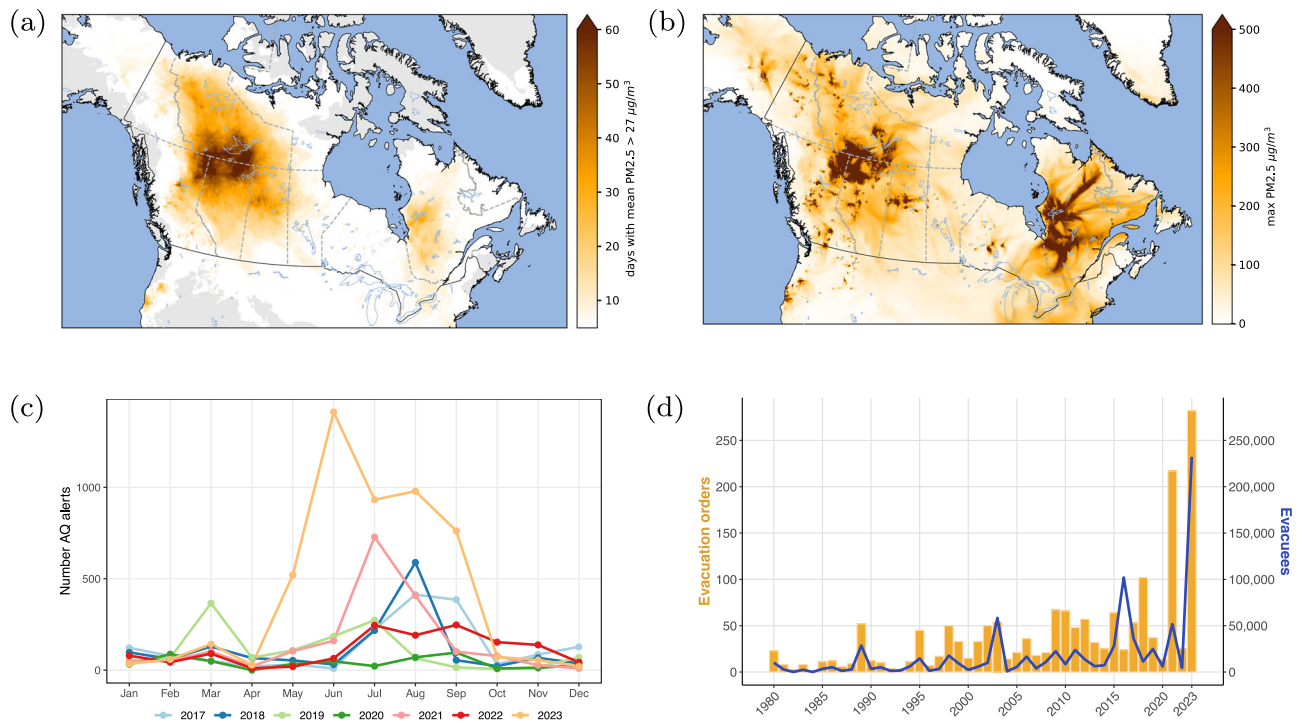 (a)
60
50
40
30
20
10
days with mean PM2.5 > 27 μg/m³
(b)
500
400
300
200
100
0
max PM2.5 μg/m³
(c)
Number AQ alerts
1000
500
0
Jan Feb Mar Apr May Jun Jul Aug Sep Oct Nov Dec
2017 2018 2019 2020 2021 2022 2023
(d)
Evacuation orders
250
200
150
100
50
0
250,000
200,000
150,000
100,000
50,000
0
Evacuees
1980 1985 1990 1995 2000 2005 2010 2015 2020 2023